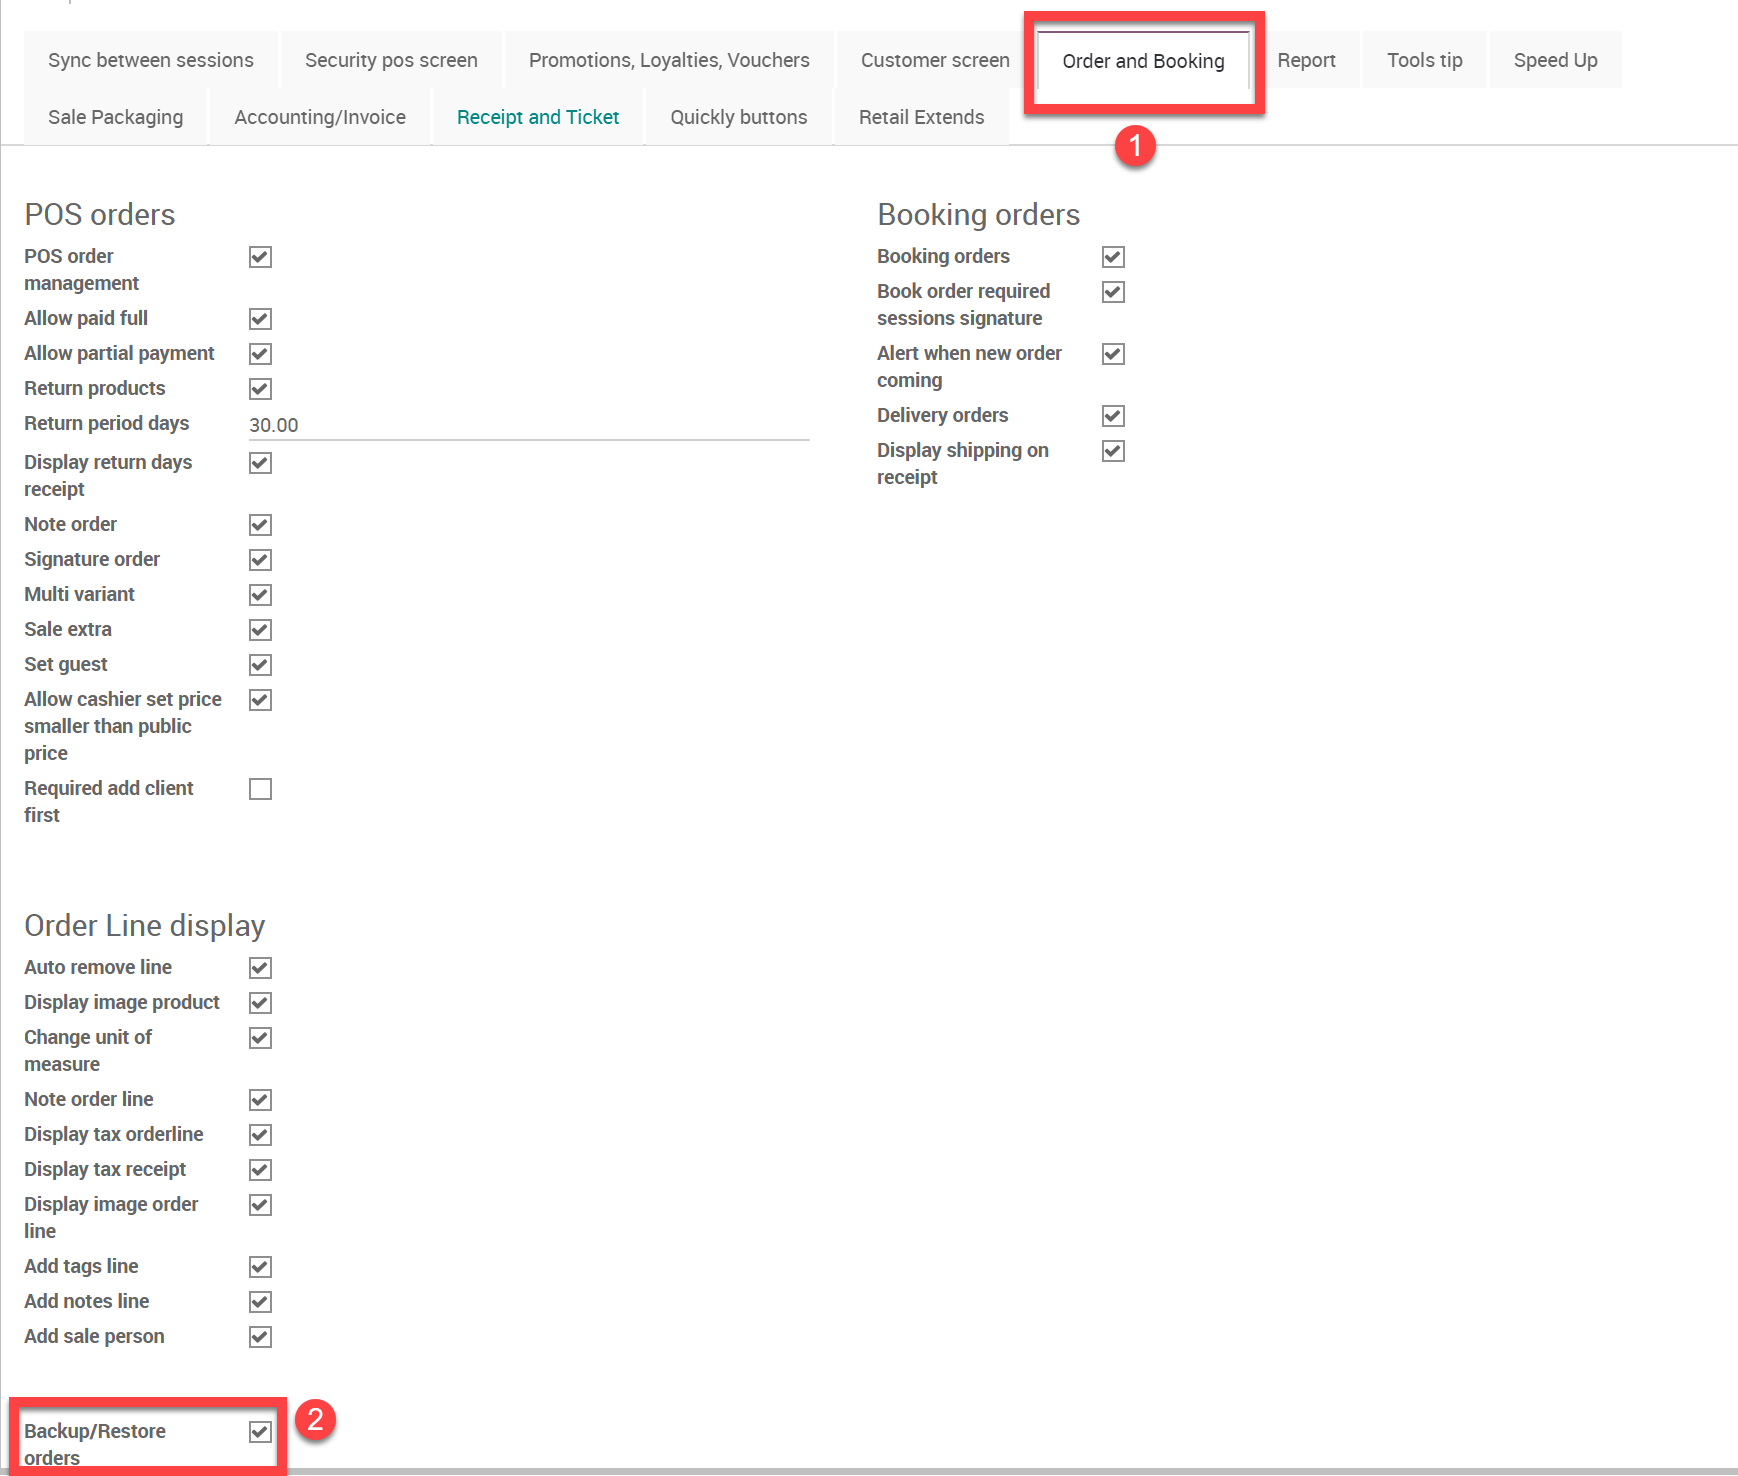 Sync between sessions
Security pos screen
Promotions, Loyalties, Vouchers
Customer screen
Order and Booking
Report
Tools tip
Speed Up
Sale Packaging
Accounting/Invoice
Receipt and Ticket
Quickly buttons
Retail Extends
1
POS orders
POS order
management
Allow paid full
Allow partial payment
Return products
Return period days
30.00
Display return days
receipt
Note order
Signature order
Multi variant
Sale extra
Set guest
Allow cashier set price
smaller than public
price
Required add client
first
Booking orders
Booking orders
Book order required
sessions signature
Alert when new order
coming
Delivery orders
Display shipping on
receipt
Order Line display
Auto remove line
Display image product
Change unit of
measure
Note order line
Display tax orderline
Display tax receipt
Display image order
line
Add tags line
Add notes line
Add sale person
Backup/Restore
orders
2